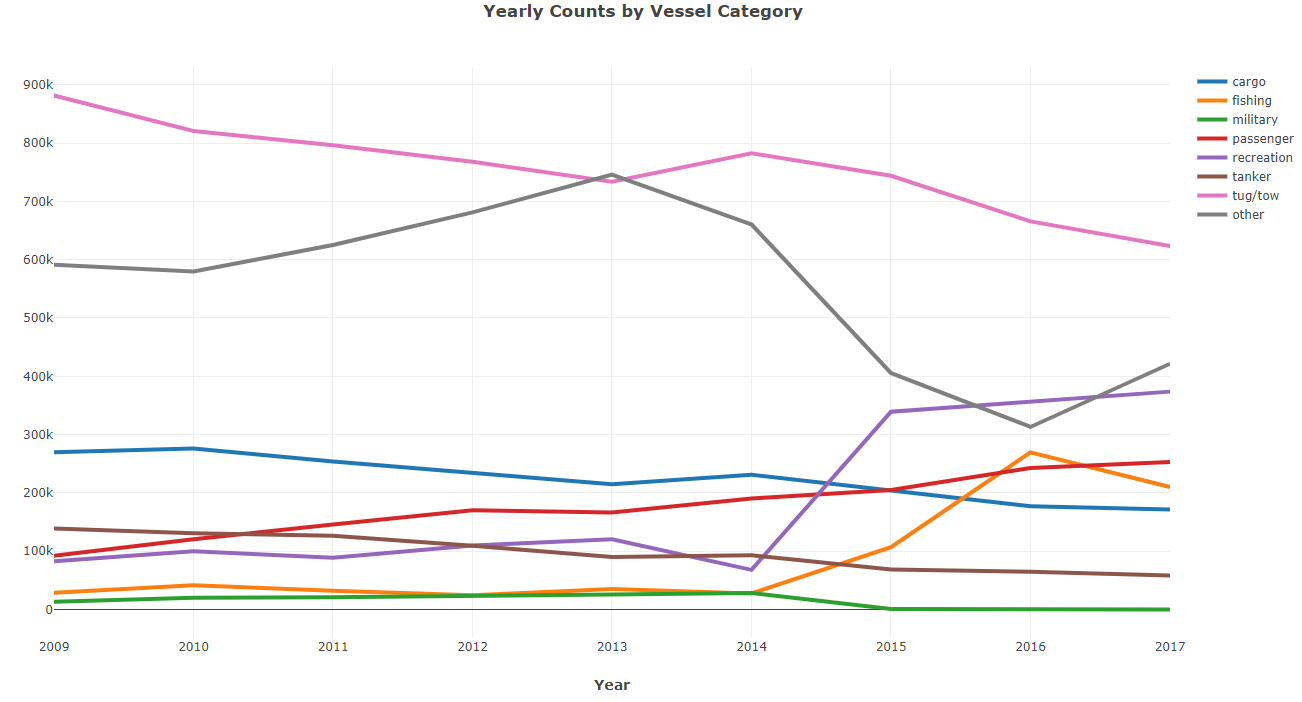 Yearly Counts by Vessel Category
900k
800k
700k
600k
500k
400k
300k
200k
100k
0
2009 2010 2011 2012 2013 2014 2015 2016 2017
Year
cargo
fishing
military
passenger
recreation
tanker
tug/tow
other